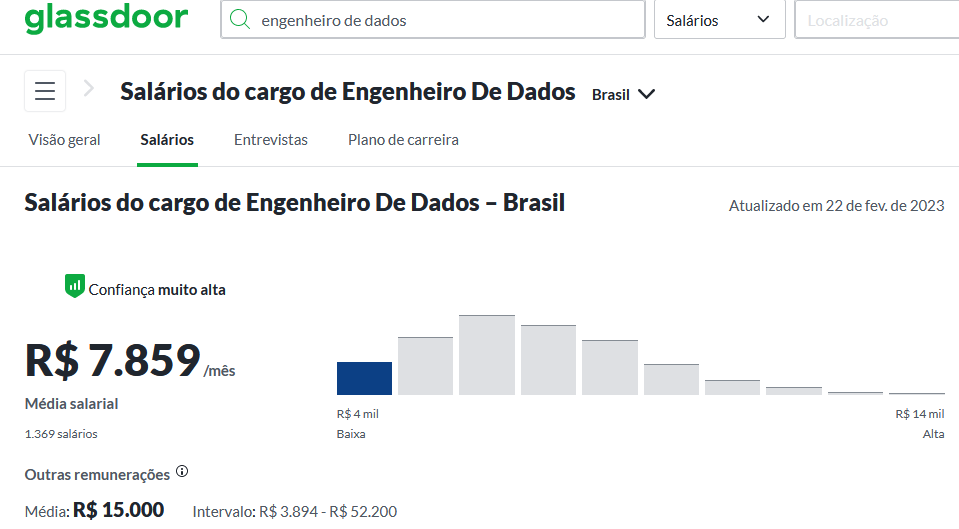 glassdoor
engenheiro de dados
Salários
Localização
Salários do cargo de Engenheiro De Dados
Brasil
Visão geral
Salários
Entrevistas
Plano de carreira
Salários do cargo de Engenheiro De Dados – Brasil
Atualizado em 22 de fev. de 2023
Confiança muito alta
R$ 7.859 /mês
Média salarial
1.369 salários
R$ 4 mil
Baixa
R$ 14 mil
Alta
Outras remunerações
Média: R$ 15.000
Intervalo: R$ 3.894 - R$ 52.200